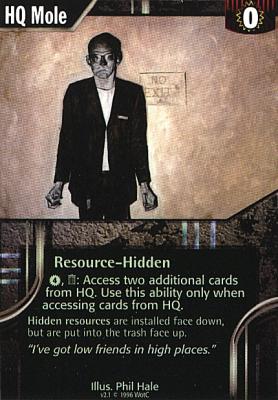 HQ Mole
0
NO
EXIT
Resource–Hidden
4, : Access two additional cards
from HQ. Use this ability only when
accessing cards from HQ.
Hidden resources are installed face down,
but are put into the trash face up.
"I've got low friends in high places."
Illus. Phil Hale
v2.1 © 1996 WotC